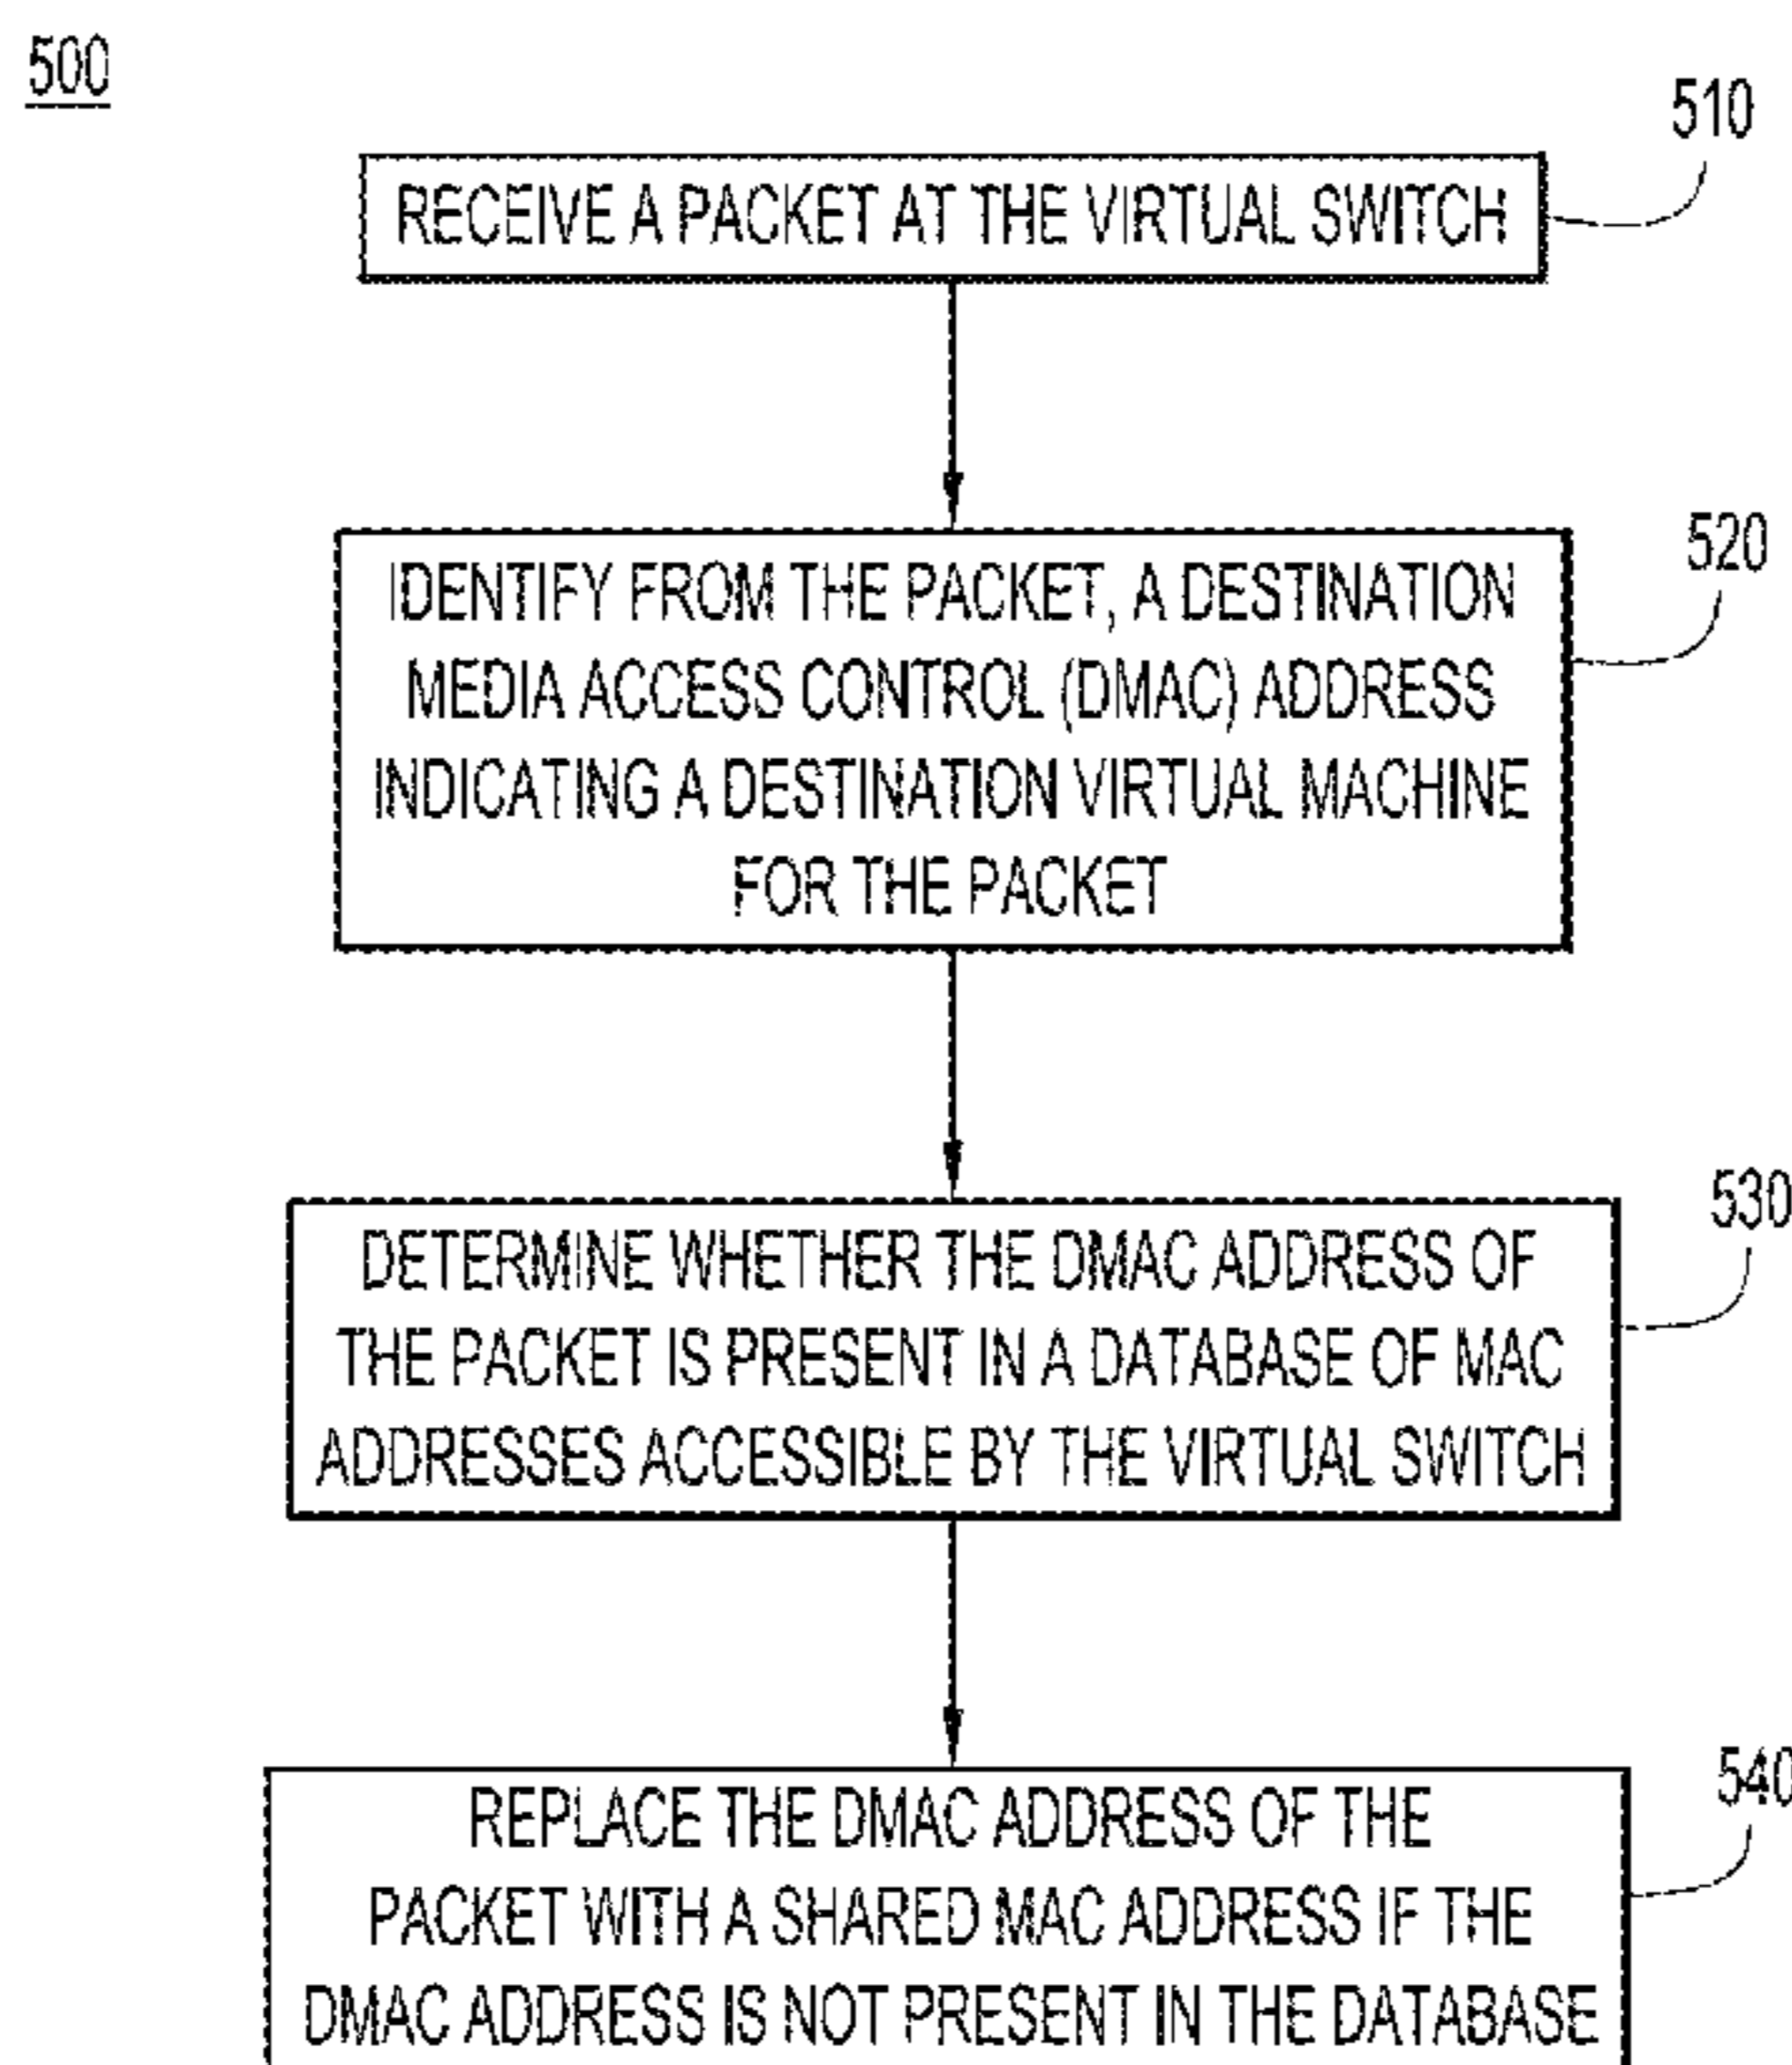 500
510
RECEIVE A PACKET AT THE VIRTUAL SWITCH
520
IDENTIFY FROM THE PACKET, A DESTINATION
MEDIA ACCESS CONTROL (DMAC) ADDRESS
INDICATING A DESTINATION VIRTUAL MACHINE
FOR THE PACKET
530
DETERMINE WHETHER THE DMAC ADDRESS OF
THE PACKET IS PRESENT IN A DATABASE OF MAC
ADDRESSES ACCESSIBLE BY THE VIRTUAL SWITCH
540
REPLACE THE DMAC ADDRESS OF THE
PACKET WITH A SHARED MAC ADDRESS IF THE
DMAC ADDRESS IS NOT PRESENT IN THE DATABASE